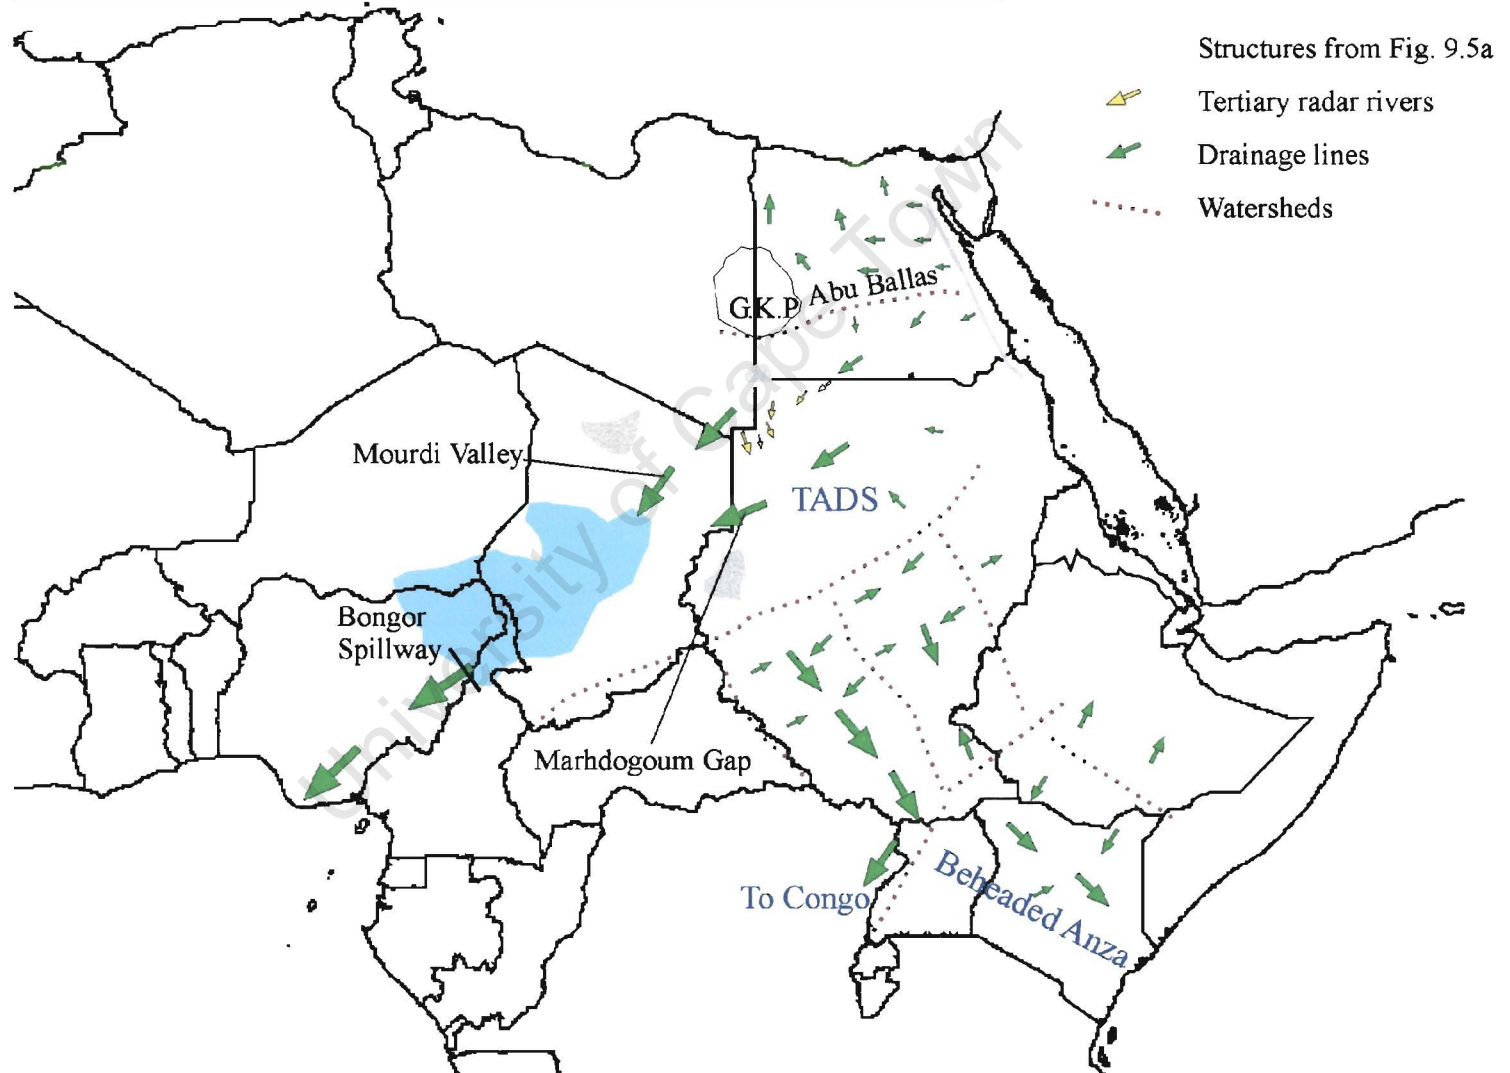 Structures from Fig. 9.5a
Tertiary radar rivers
Drainage lines
Watersheds
G.K.P
Abu Ballas
Mourdi Valley
TADS
Bongor
Spillway
Marhdogoum Gap
To Congo
Beheaded Anza
University of Cape Town